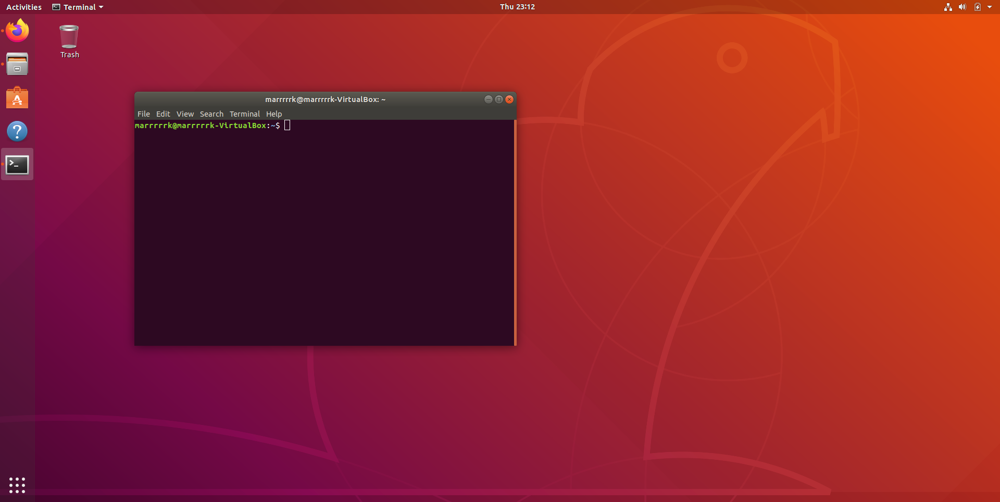 Activities Terminal Thu 23:12
Trash
marrrrrk@marrrrrk-VirtualBox: ~
File Edit View Search Terminal Help
marrrrrk@marrrrrk-VirtualBox:~$